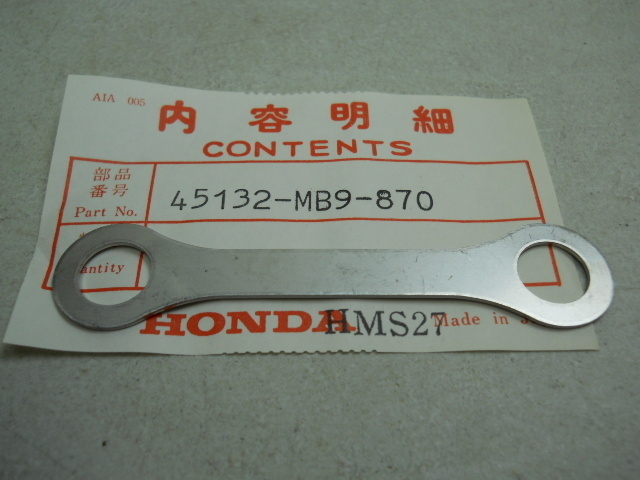 AIA 005
内容明細
CONTENTS
部品
番号
Part No.
45132-MB9-870
antity
HONDA HMS27 Made in